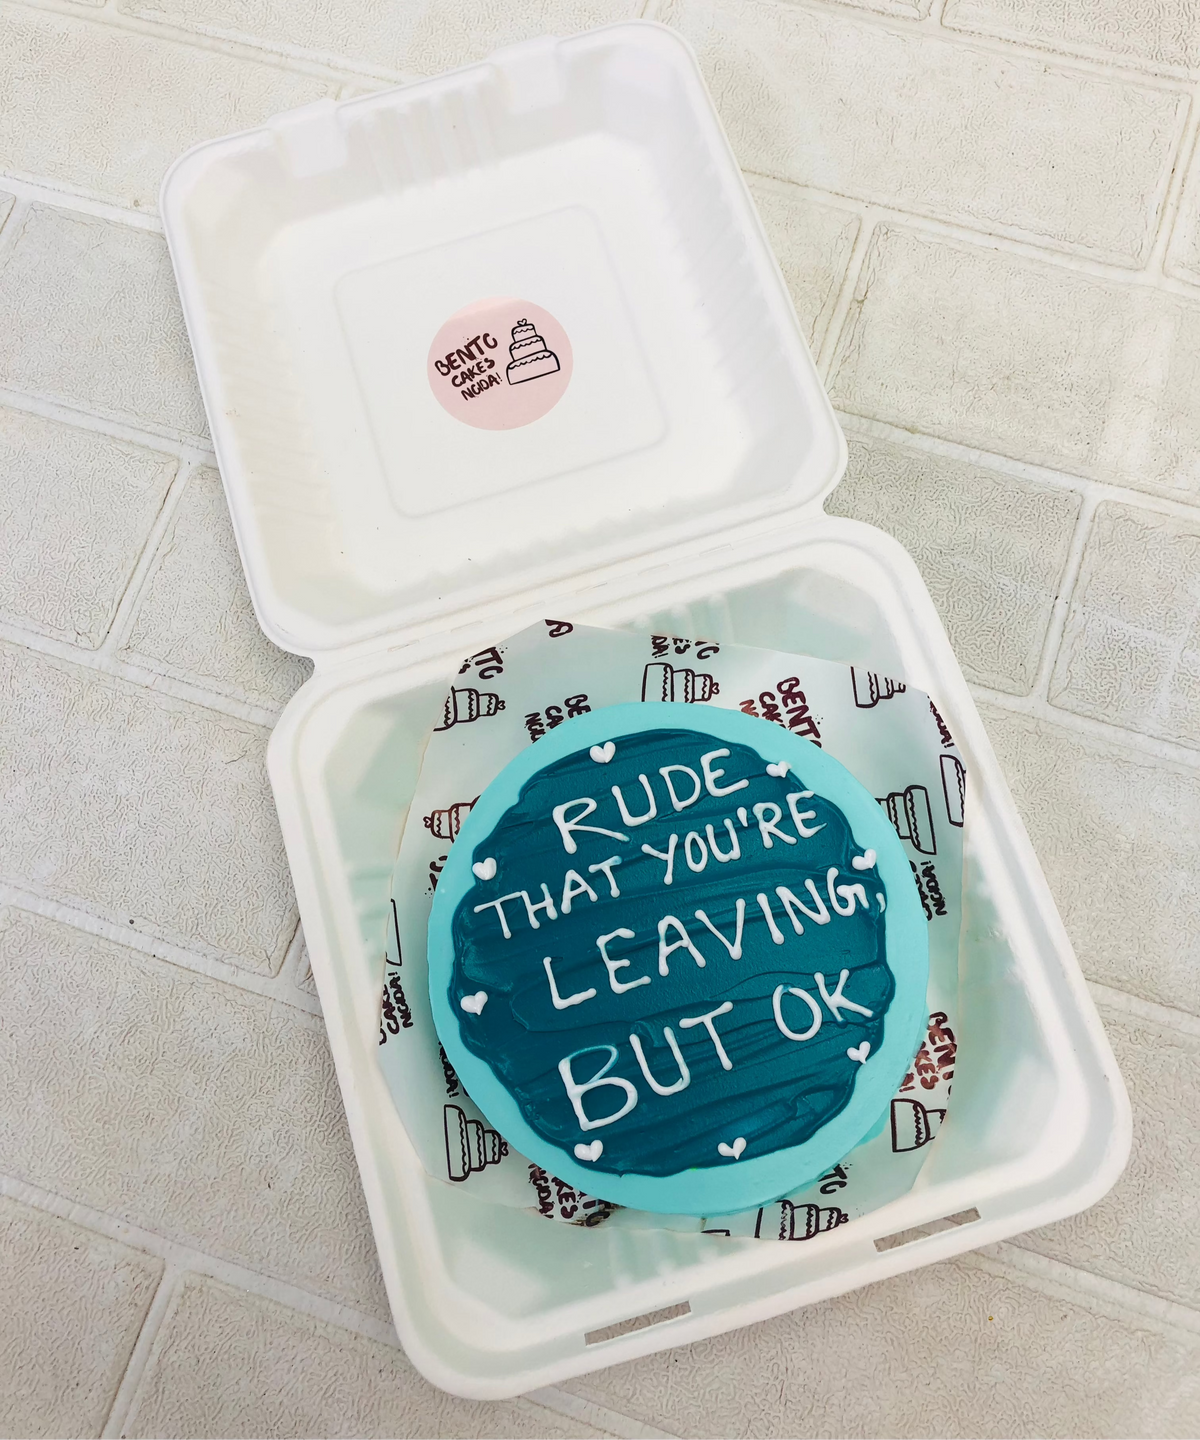 BENTO
CAKES
NOIDA!
RUDE
THAT YOU'RE
LEAVING,
BUT OK